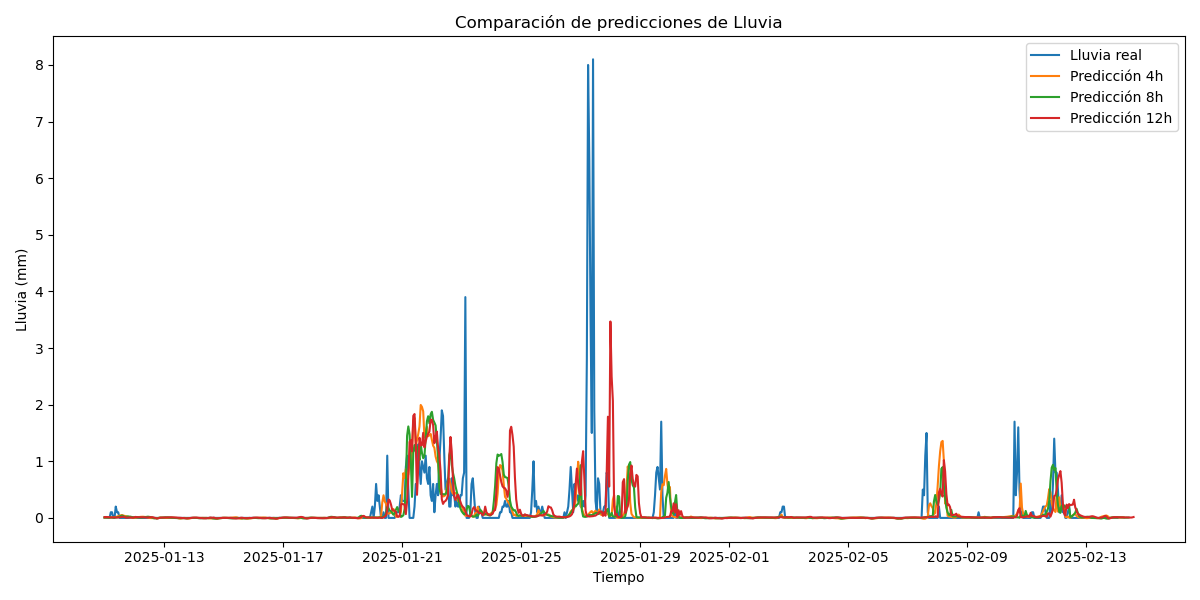 Comparación de predicciones de Lluvia
Lluvia real
Predicción 4h
Predicción 8h
Predicción 12h
Lluvia (mm)
8
7
6
5
4
3
2
1
0
2025-01-13
2025-01-17
2025-01-21
2025-01-25
2025-01-29
2025-02-01
2025-02-05
2025-02-09
2025-02-13
Tiempo